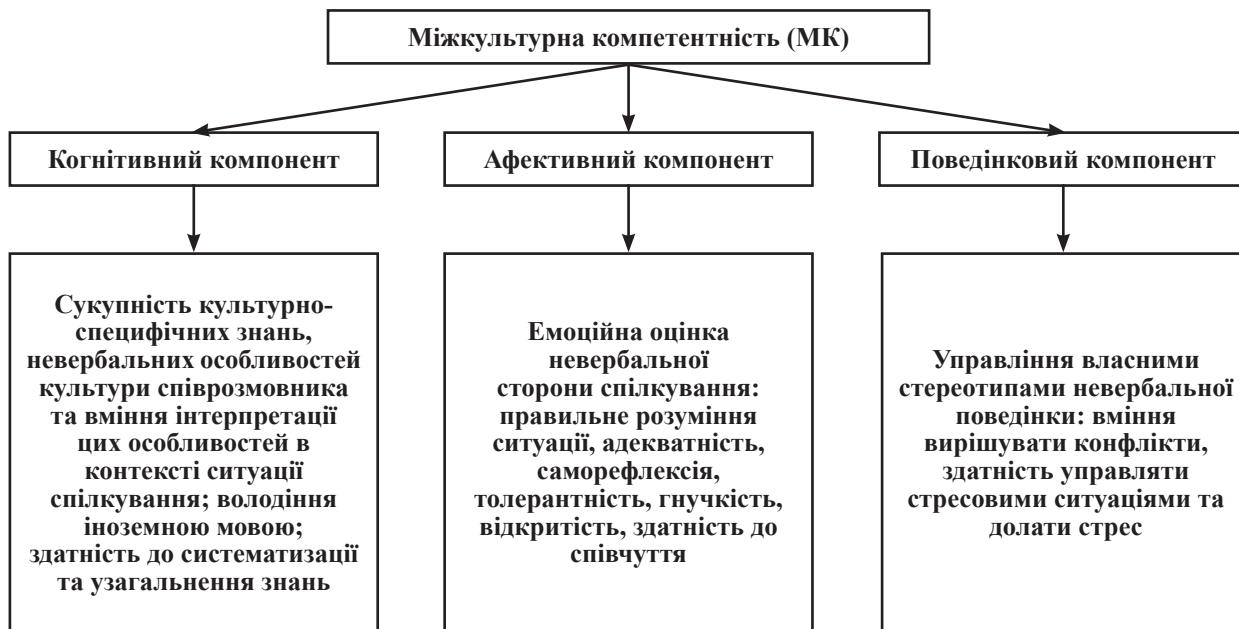 Міжкультурна компетентність (МК)
Когнітивний компонент
Афективний компонент
Поведінковий компонент
Сукупність культурно-
специфічних знань,
невербальних особливостей
культури співрозмовника
та вміння інтерпретації
цих особливостей в
контексті ситуації
спілкування; володіння
іноземною мовою;
здатність до систематизації
та узагальнення знань
Емоційна оцінка
невербальної
сторони спілкування:
правильне розуміння
ситуації, адекватність,
саморефлексія,
толерантність, гнучкість,
відкритість, здатність до
співчуття
Управління власними
стереотипами невербальної
поведінки: вміння
вирішувати конфлікти,
здатність управляти
стресовими ситуаціями та
долати стрес